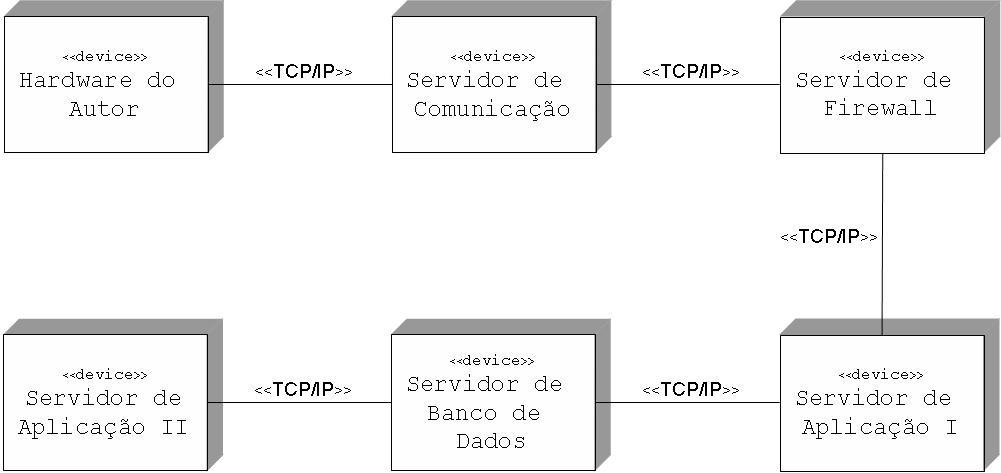 <<device>>
Hardware do
Autor
<<TCP/IP>>
<<device>>
Servidor de
Comunicação
<<TCP/IP>>
<<device>>
Servidor de
Firewall
<<TCP/IP>>
<<device>>
Servidor de
Aplicação II
<<TCP/IP>>
<<device>>
Servidor de
Banco de
Dados
<<TCP/IP>>
<<device>>
Servidor de
Aplicação I